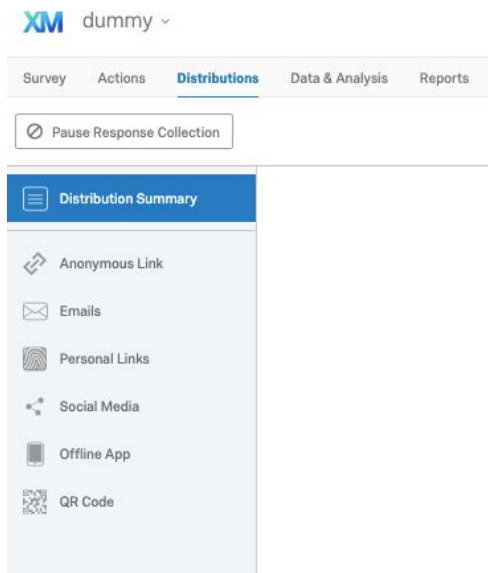 XM dummy
Survey Actions Distributions Data & Analysis Reports
Pause Response Collection
Distribution Summary
Anonymous Link
Emails
Personal Links
Social Media
Offline App
QR Code